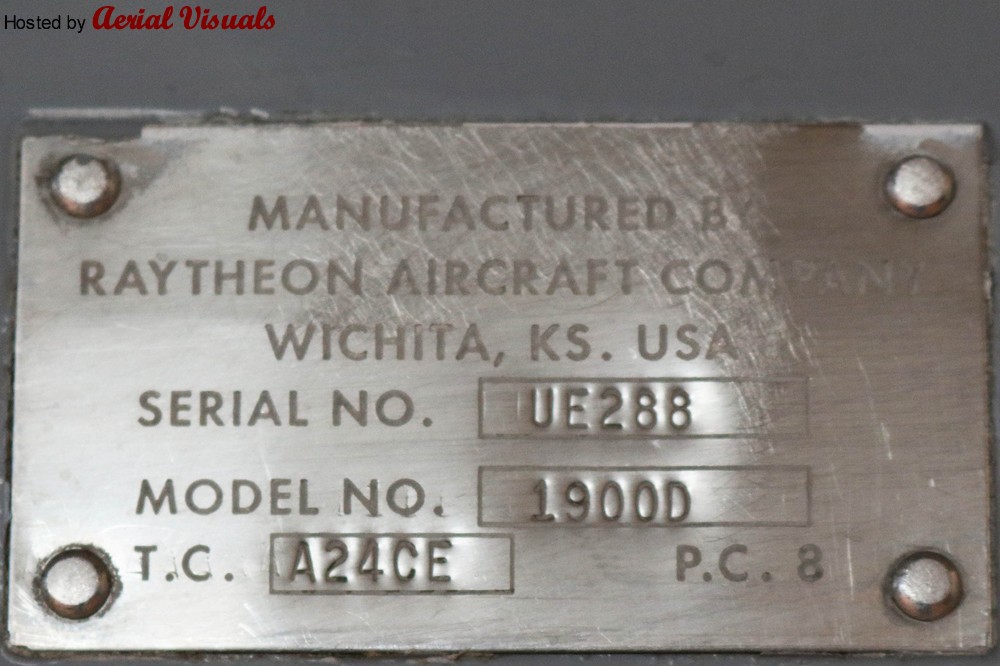 Hosted by Aerial Visuals
MANUFACTURED BY
RAYTHEON AIRCRAFT COMPANY
WICHITA, KS. USA
SERIAL NO. UE288
MODEL NO. 1900D
T.C. A24CE P.C. 8